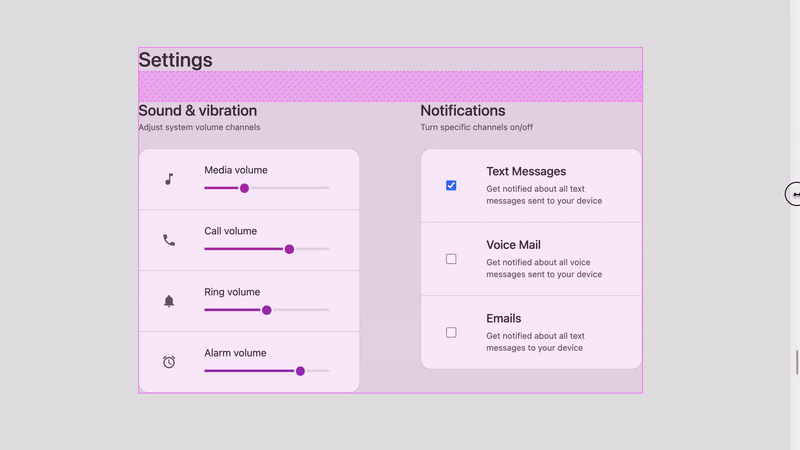 Settings
Sound & vibration
Adjust system volume channels
Media volume
Call volume
Ring volume
Alarm volume
Notifications
Turn specific channels on/off
Text Messages
Get notified about all text
messages sent to your device
Voice Mail
Get notified about all voice
messages sent to your device
Emails
Get notified about all text
messages to your device